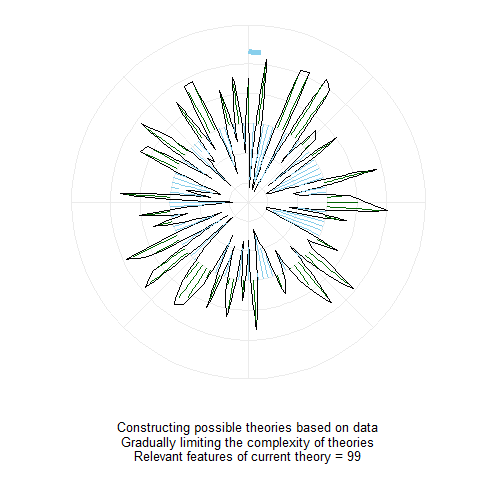 Constructing possible theories based on data
Gradually limiting the complexity of theories
Relevant features of current theory = 99